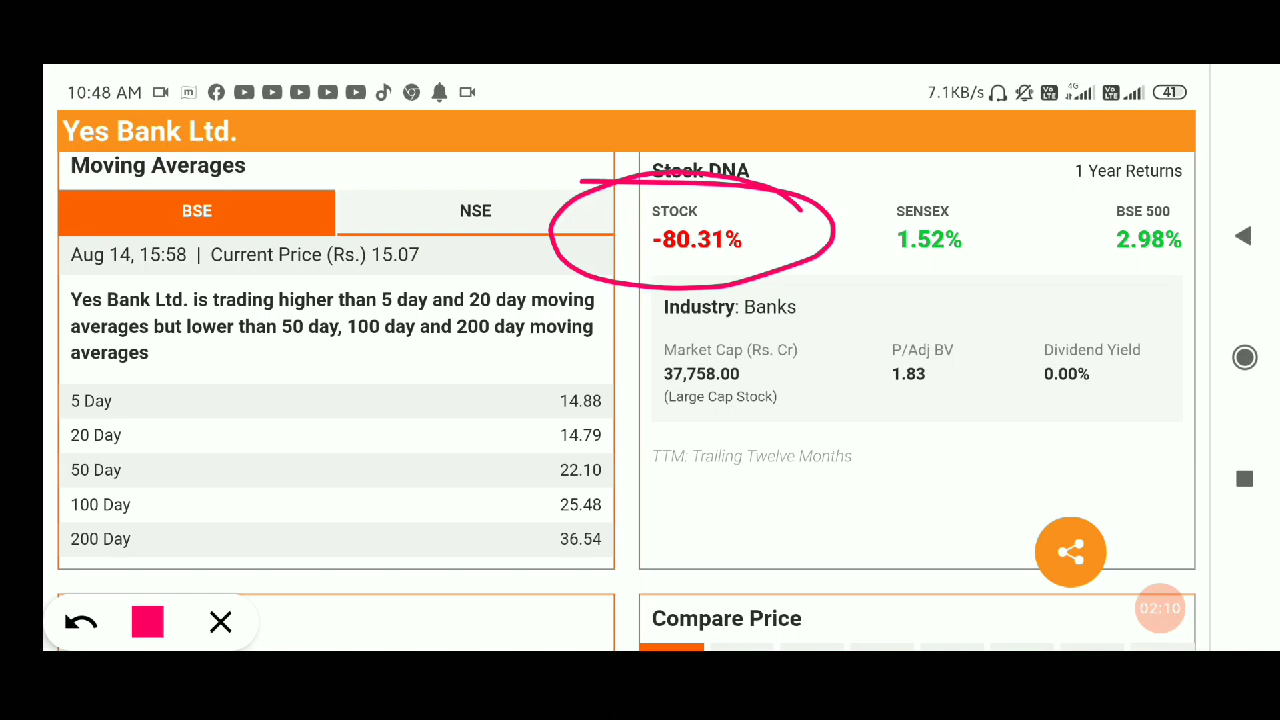 10:48 AM
7.1KB/s
4G
Vo LTE
Vo LTE
41
Yes Bank Ltd.
Moving Averages
BSE
NSE
Aug 14, 15:58 | Current Price (Rs.) 15.07
Yes Bank Ltd. is trading higher than 5 day and 20 day moving
averages but lower than 50 day, 100 day and 200 day moving
averages
5 Day 14.88
20 Day 14.79
50 Day 22.10
100 Day 25.48
200 Day 36.54
Stock DNA
1 Year Returns
STOCK SENSEX BSE 500
-80.31% 1.52% 2.98%
Industry: Banks
Market Cap (Rs. Cr) P/Adj BV Dividend Yield
37,758.00 1.83 0.00%
(Large Cap Stock)
TTM: Trailing Twelve Months
Compare Price
02:10